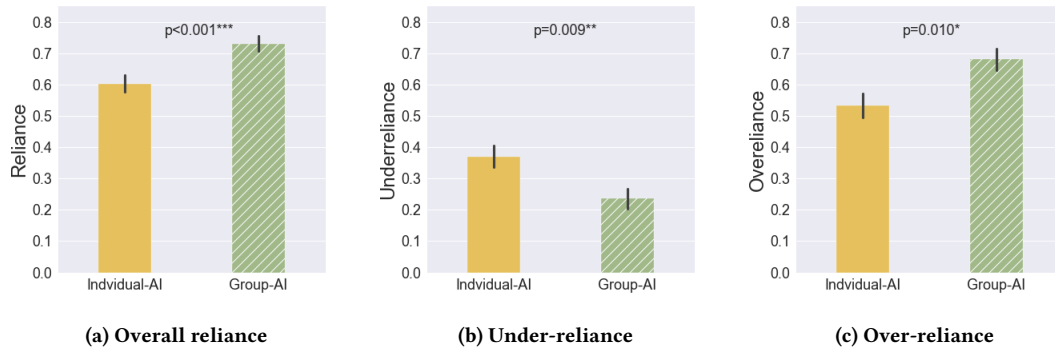 0.8
0.7
0.6
0.5
0.4
0.3
0.2
0.1
0.0
Reliance
p<0.001***
Indvidual-AI Group-AI
(a) Overall reliance
0.8
0.7
0.6
0.5
0.4
0.3
0.2
0.1
0.0
Underreliance
p=0.009**
Indvidual-AI Group-AI
(b) Under-reliance
0.8
0.7
0.6
0.5
0.4
0.3
0.2
0.1
0.0
Overeliance
p=0.010*
Indvidual-AI Group-AI
(c) Over-reliance